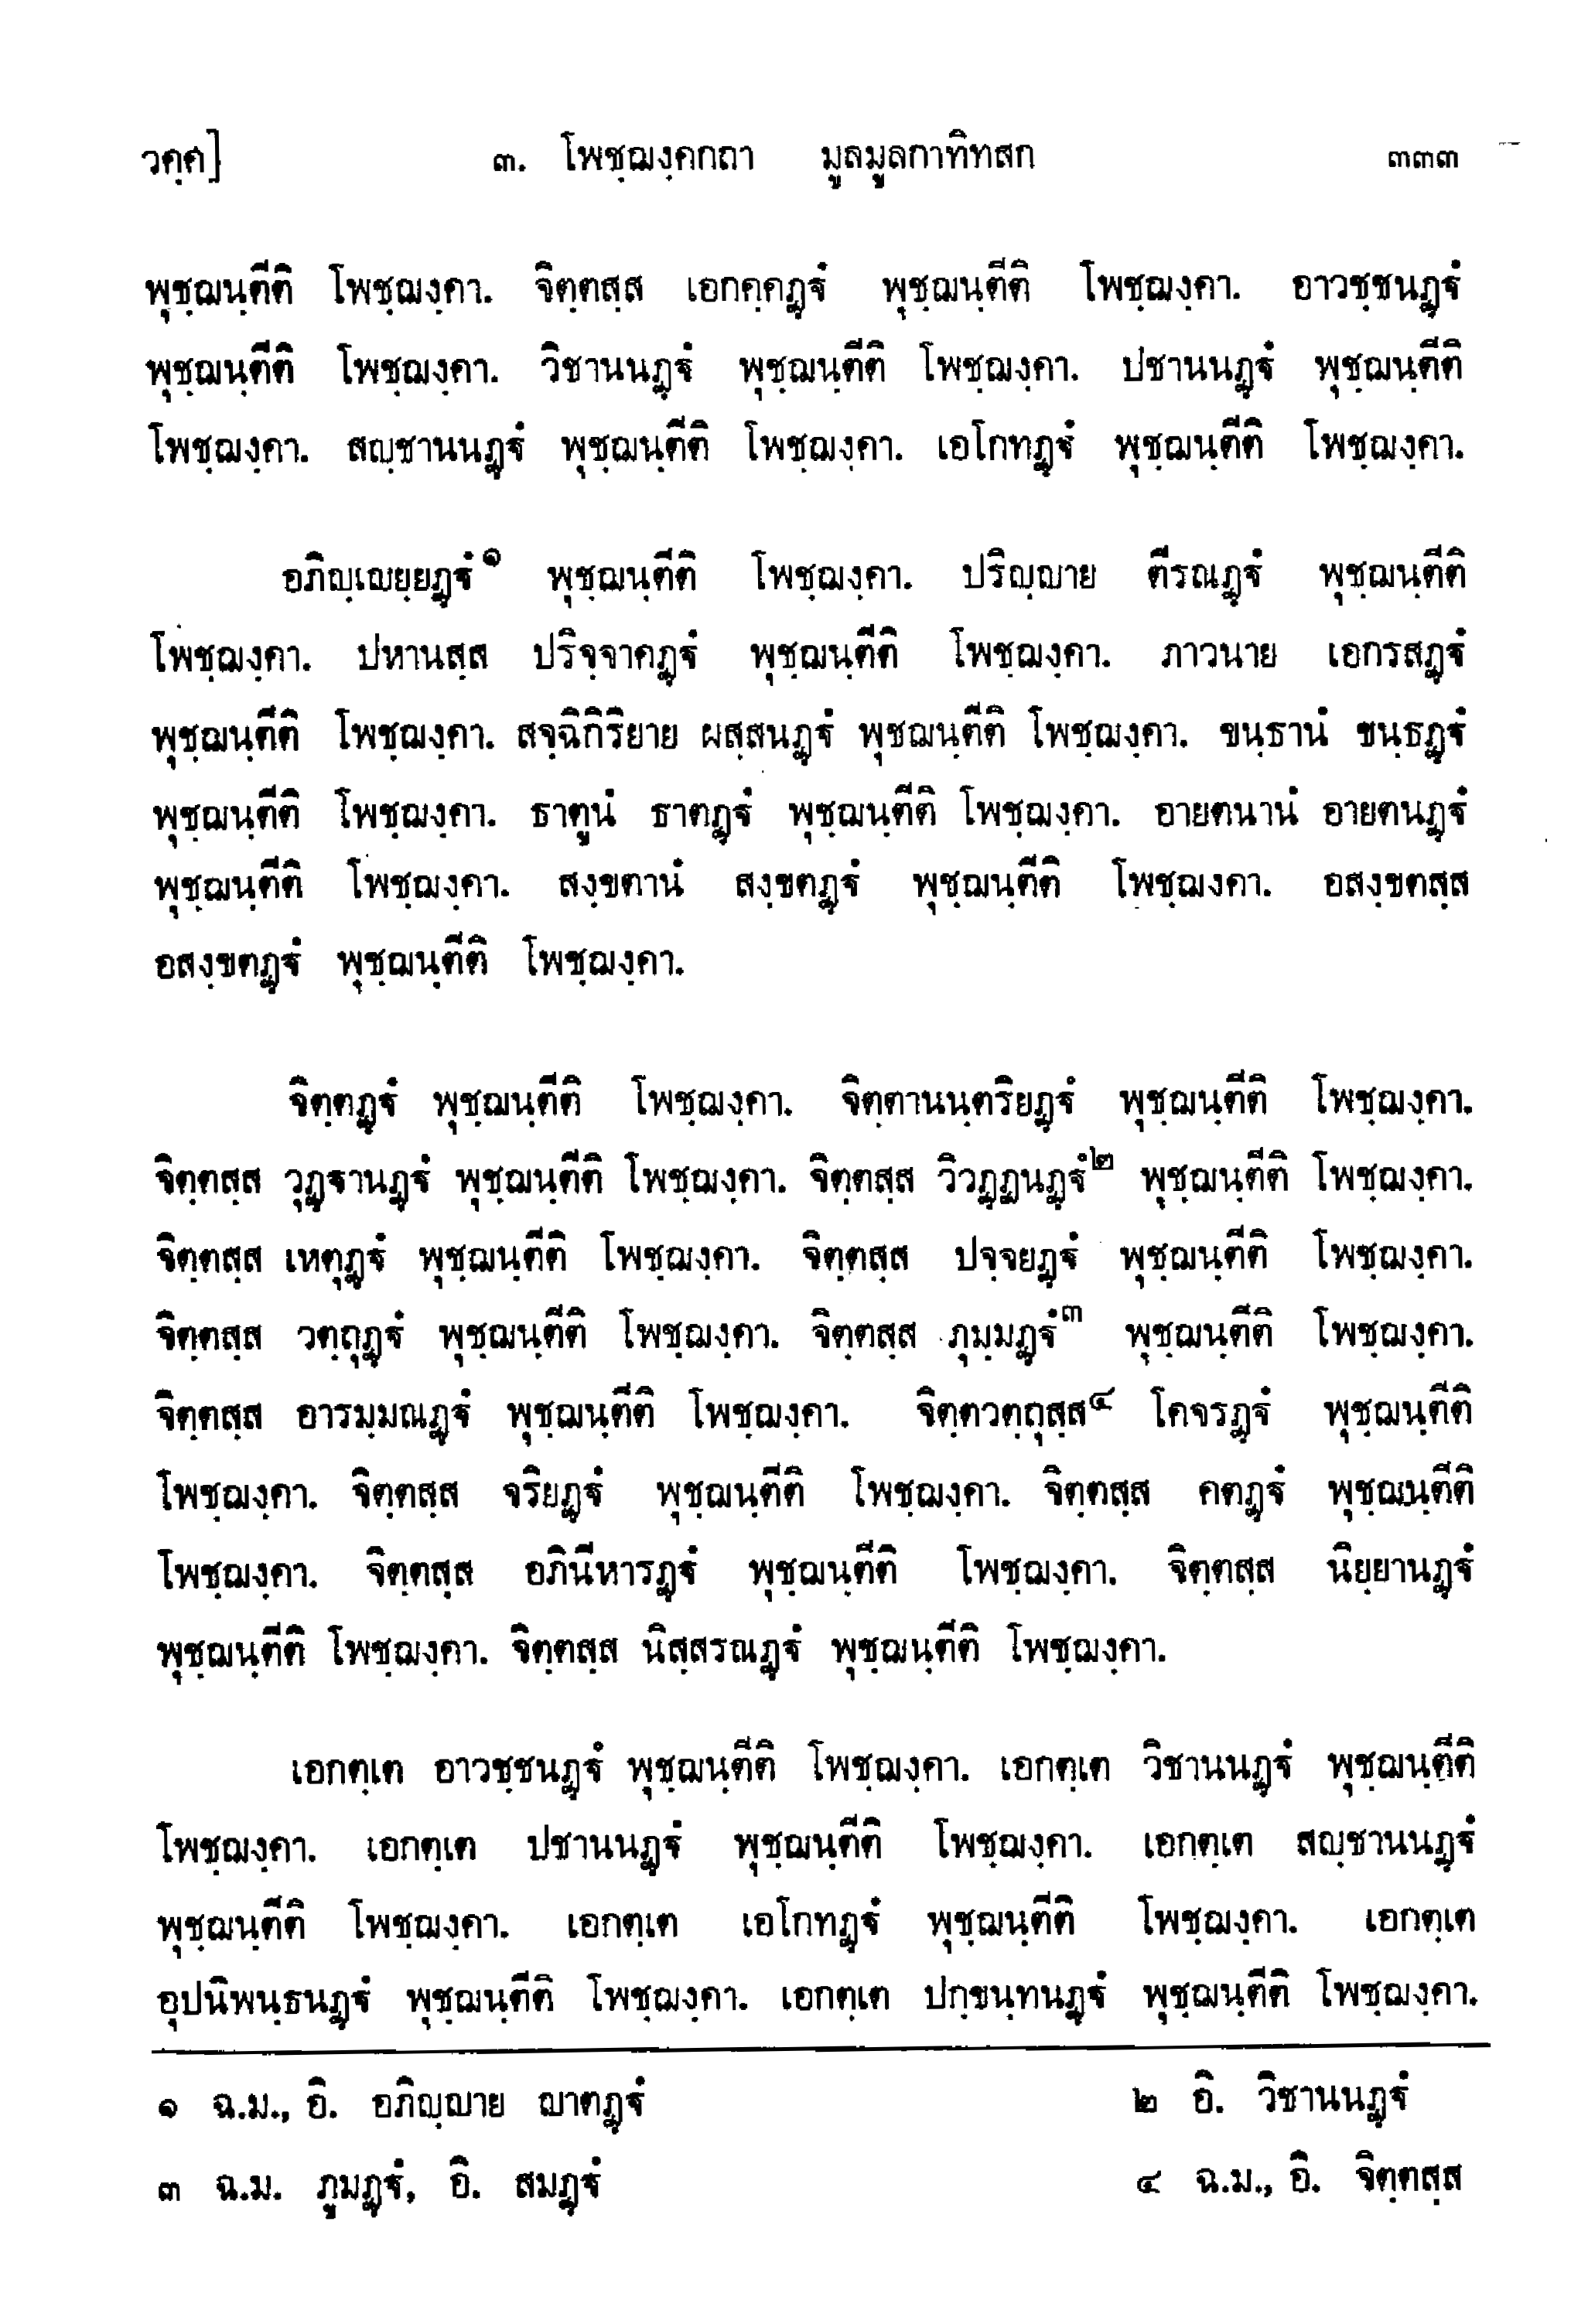 วคฺค]	๓. โพชฺฌงฺคกถา มูลมูลกาทิทสก	๓๓๓
พุชฺฌนฺตีติ โพชฺฌงฺคา. จิตฺตสฺส เอกคฺคฏฺฐํ พุชฺฌนฺตีติ โพชฺฌงฺคา. อาวชฺชนฏฺฐํ
พุชฺฌนฺตีติ โพชฺฌงฺคา. วิชานนฏฺฐํ พุชฺฌนฺตีติ โพชฺฌงฺคา. ปชานนฏฺฐํ พุชฺฌนฺตีติ
โพชฺฌงฺคา. สญฺชานนฏฺฐํ พุชฺฌนฺตีติ โพชฺฌงฺคา. เอโกทฏฺฐํ พุชฺฌนฺตีติ โพชฺฌงฺคา.
อภิญฺเญยฺยฏฺฐํ๑ พุชฺฌนฺตีติ โพชฺฌงฺคา. ปริญฺญาย ตีรณฏฺฐํ พุชฺฌนฺตีติ
โพชฺฌงฺคา. ปหานสฺส ปริจฺจาคฏฺฐํ พุชฺฌนฺตีติ โพชฺฌงฺคา. ภาวนาย เอกรสฏฺฐํ
พุชฺฌนฺตีติ โพชฺฌงฺคา. สจฺฉิกิริยาย ผสฺสนฏฺฐํ พุชฺฌนฺตีติ โพชฺฌงฺคา. ขนฺธานํ ขนฺธฏฺฐํ
พุชฺฌนฺตีติ โพชฺฌงฺคา. ธาตูนํ ธาตฏฺฐํ พุชฺฌนฺตีติ โพชฺฌงฺคา. อายตนานํ อายตนฏฺฐํ
พุชฺฌนฺตีติ โพชฺฌงฺคา. สงฺขตานํ สงฺขตฏฺฐํ พุชฺฌนฺตีติ โพชฺฌงฺคา. อสงฺขตสฺส
อสงฺขตฏฺฐํ พุชฺฌนฺตีติ โพชฺฌงฺคา.
จิตฺตฏฺฐํ พุชฺฌนฺตีติ โพชฺฌงฺคา. จิตฺตานนฺตริยฏฺฐํ พุชฺฌนฺตีติ โพชฺฌงฺคา.
จิตฺตสฺส วุฏฺฐานฏฺฐํ พุชฺฌนฺตีติ โพชฺฌงฺคา. จิตฺตสฺส วิวฏฺฏนฏฺฐํ๒ พุชฺฌนฺตีติ โพชฺฌงฺคา.
จิตฺตสฺส เหตุฏฺฐํ พุชฺฌนฺตีติ โพชฺฌงฺคา. จิตฺตสฺส ปจฺจยฏฺฐํ พุชฺฌนฺตีติ โพชฺฌงฺคา.
จิตฺตสฺส วตฺถุฏฺฐํ พุชฺฌนฺตีติ โพชฺฌงฺคา. จิตฺตสฺส ภุมฺมฏฺฐํ๓ พุชฺฌนฺตีติ โพชฺฌงฺคา.
จิตฺตสฺส อารมฺมณฏฺฐํ พุชฺฌนฺตีติ โพชฺฌงฺคา. จิตฺตวตฺถุสฺส๔ โคจรฏฺฐํ พุชฺฌนฺตีติ
โพชฺฌงฺคา. จิตฺตสฺส จริยฏฺฐํ พุชฺฌนฺตีติ โพชฺฌงฺคา. จิตฺตสฺส คตฏฺฐํ พุชฺฌนฺตีติ
โพชฺฌงฺคา. จิตฺตสฺส อภินีหารฏฺฐํ พุชฺฌนฺตีติ โพชฺฌงฺคา. จิตฺตสฺส นิยฺยานฏฺฐํ
พุชฺฌนฺตีติ โพชฺฌงฺคา. จิตฺตสฺส นิสฺสรณฏฺฐํ พุชฺฌนฺตีติ โพชฺฌงฺคา.
เอกตฺเต อาวชฺชนฏฺฐํ พุชฺฌนฺตีติ โพชฺฌงฺคา. เอกตฺเต วิชานนฏฺฐํ พุชฺฌนฺตีติ
โพชฺฌงฺคา. เอกตฺเต ปชานนฏฺฐํ พุชฺฌนฺตีติ โพชฺฌงฺคา. เอกตฺเต สญฺชานนฏฺฐํ
พุชฺฌนฺตีติ โพชฺฌงฺคา. เอกตฺเต เอโกทฏฺฐํ พุชฺฌนฺตีติ โพชฺฌงฺคา. เอกตฺเต
อุปนิพนฺธนฏฺฐํ พุชฺฌนฺตีติ โพชฺฌงฺคา. เอกตฺเต ปกฺขนฺทนฏฺฐํ พุชฺฌนฺตีติ โพชฺฌงฺคา.
๑ ฉ.ม., อิ. อภิญฺญาย ญาตฏฺฐํ	๒ อิ. วิชานนฏฺฐํ
๓ ฉ.ม. ภูมฏฺฐํ, อิ. สมฏฺฐํ	๔ ฉ.ม., อิ. จิตฺตสฺส